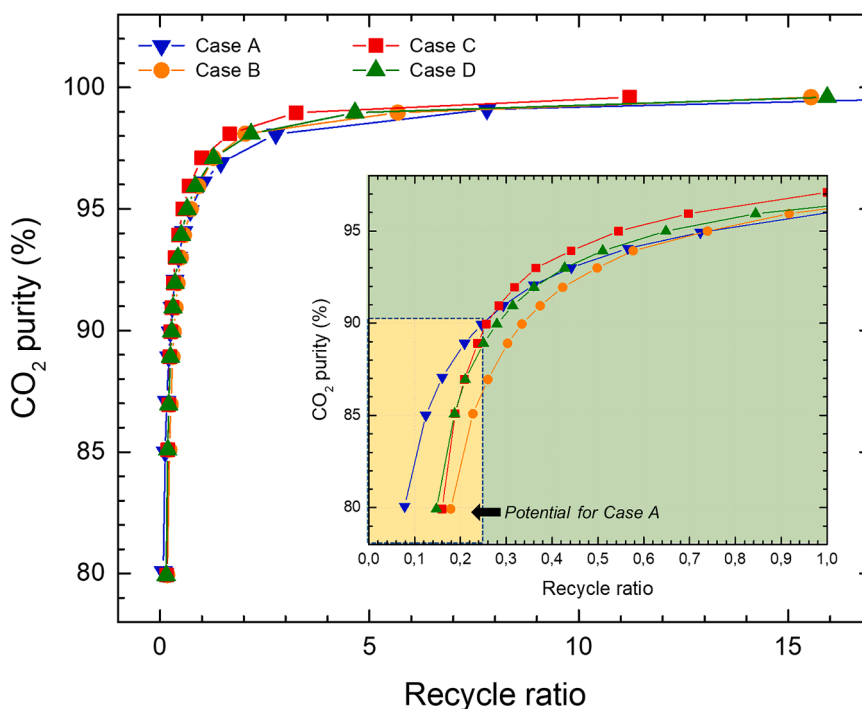 Case A
Case C
Case B
Case D
100
95
90
85
80
CO₂ purity (%)
0
5
10
15
Recycle ratio
95
90
85
80
CO₂ purity (%)
Potential for Case A
0,0
0,1
0,2
0,3
0,4
0,5
0,6
0,7
0,8
0,9
1,0
Recycle ratio